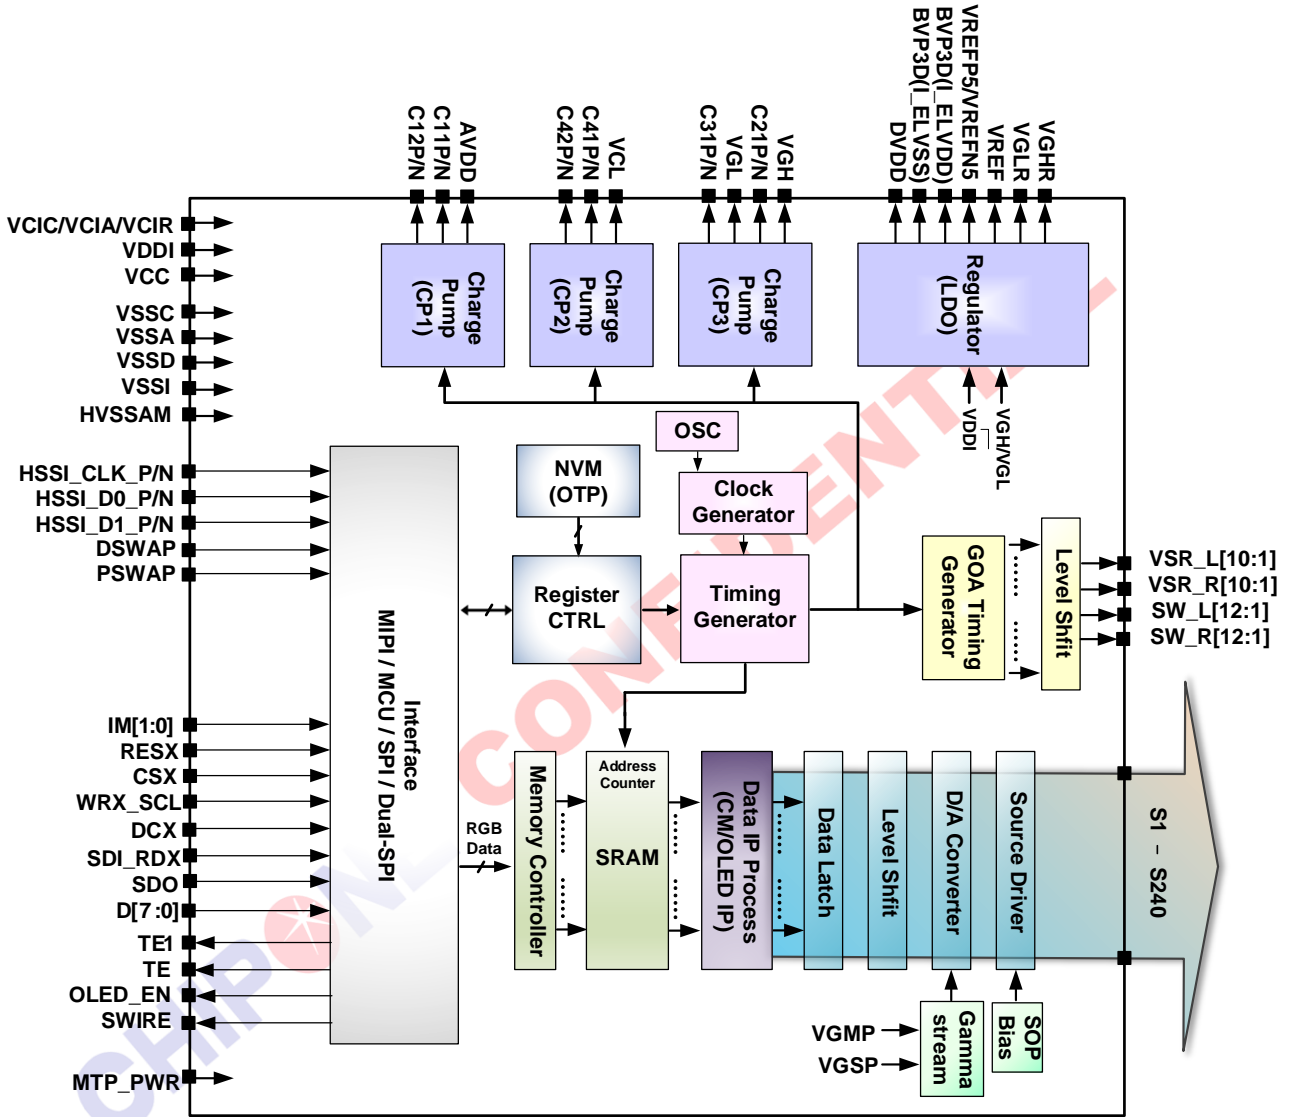 C12P/N
C11P/N
AVDD
C42P/N
C41P/N
VCL
C31P/N
VGL
C21P/N
VGH
DVDD
BVP3D(I_ELVSS)
BVP3D(I_ELVDD)
VREFP5/VREFN5
VREF
VGLR
VGHR
VCIC/VCIA/VCIR
VDDI
VCC
VSSC
VSSA
VSSD
VSSI
HVSSAM
Charge
Pump
(CP1)
Charge
Pump
(CP2)
Charge
Pump
(CP3)
Regulator
(LDO)
VDDI
VGH/VGL
HSSI_CLK_P/N
HSSI_D0_P/N
HSSI_D1_P/N
DSWAP
PSWAP
IM[1:0]
RESX
CSX
WRX_SCL
DCX
SDI_RDX
SDO
D[7:0]
TE1
TE
OLED_EN
SWIRE
MTP_PWR
Interface
MIPI / MCU / SPI / Dual-SPI
NVM
(OTP)
OSC
Clock
Generator
Register
CTRL
Timing
Generator
GOA Timing
Generator
Level Shfit
VSR_L[10:1]
VSR_R[10:1]
SW_L[12:1]
SW_R[12:1]
RGB
Data
Memory Controller
Address
Counter
SRAM
Data IP Process
(CM/OLED IP)
Data Latch
Level Shfit
D/A Converter
Source Driver
S1 – S240
VGMP
VGSP
Gamma
stream
SOP
Bias
CHIPONE CONFIDENTIAL